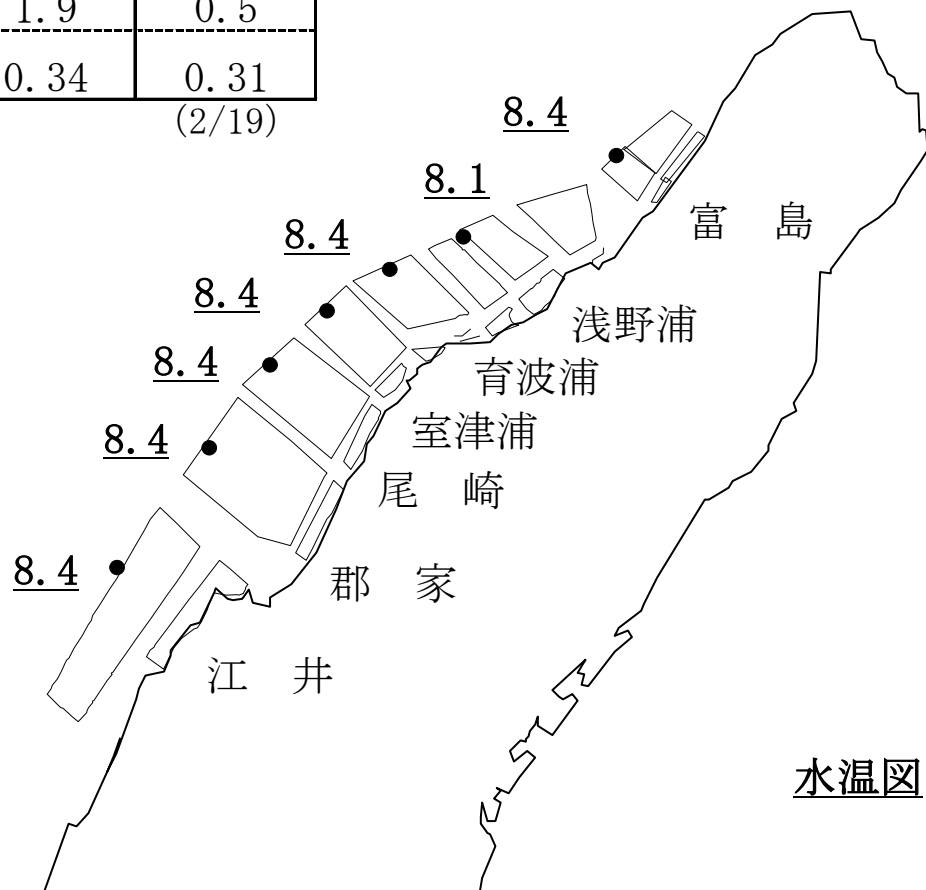 1.9 0.5
0.34 0.31
(2/19)
8.4
8.1
富 島
8.4
8.4
浅野浦
8.4
育波浦
8.4
室津浦
尾 崎
8.4
郡 家
江 井
水温図